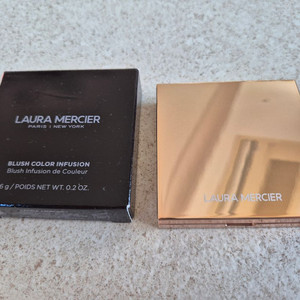 LAURA MERCIER
PARIS | NEW YORK
BLUSH COLOR INFUSION
Blush Infusion de Couleur
6 g / POIDS NET WT. 0.2 OZ.
LAURA MERCIER